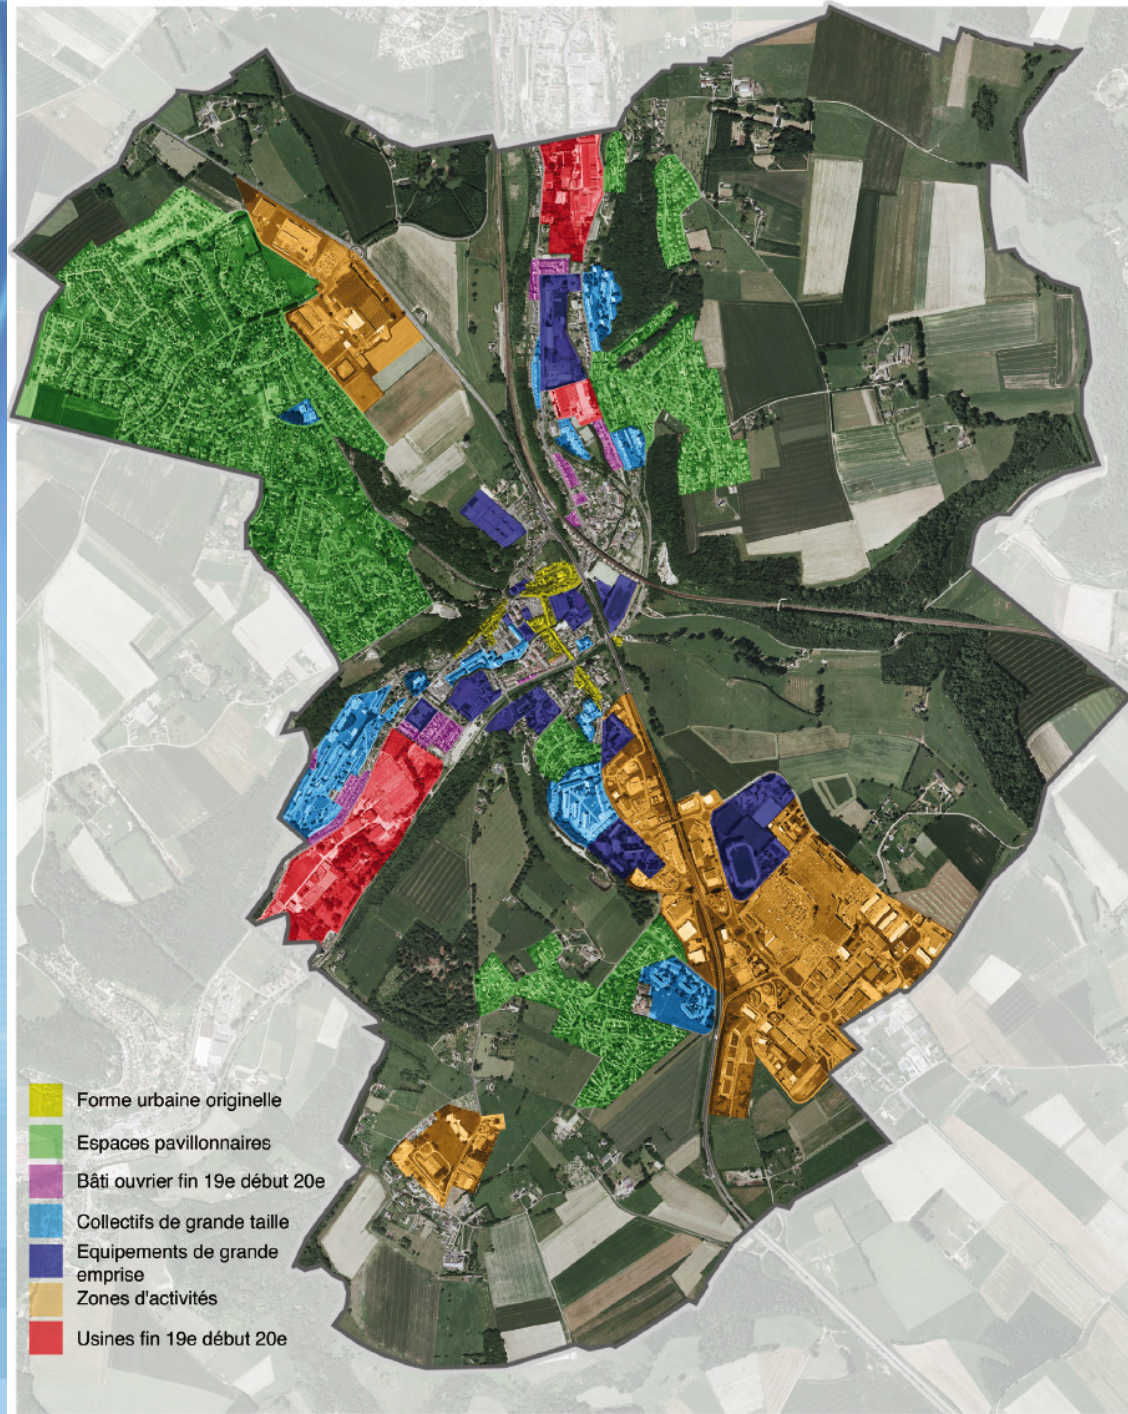 Forme urbaine originelle
Espaces pavillonnaires
Bâti ouvrier fin 19e début 20e
Collectifs de grande taille
Equipements de grande
emprise
Zones d'activités
Usines fin 19e début 20e